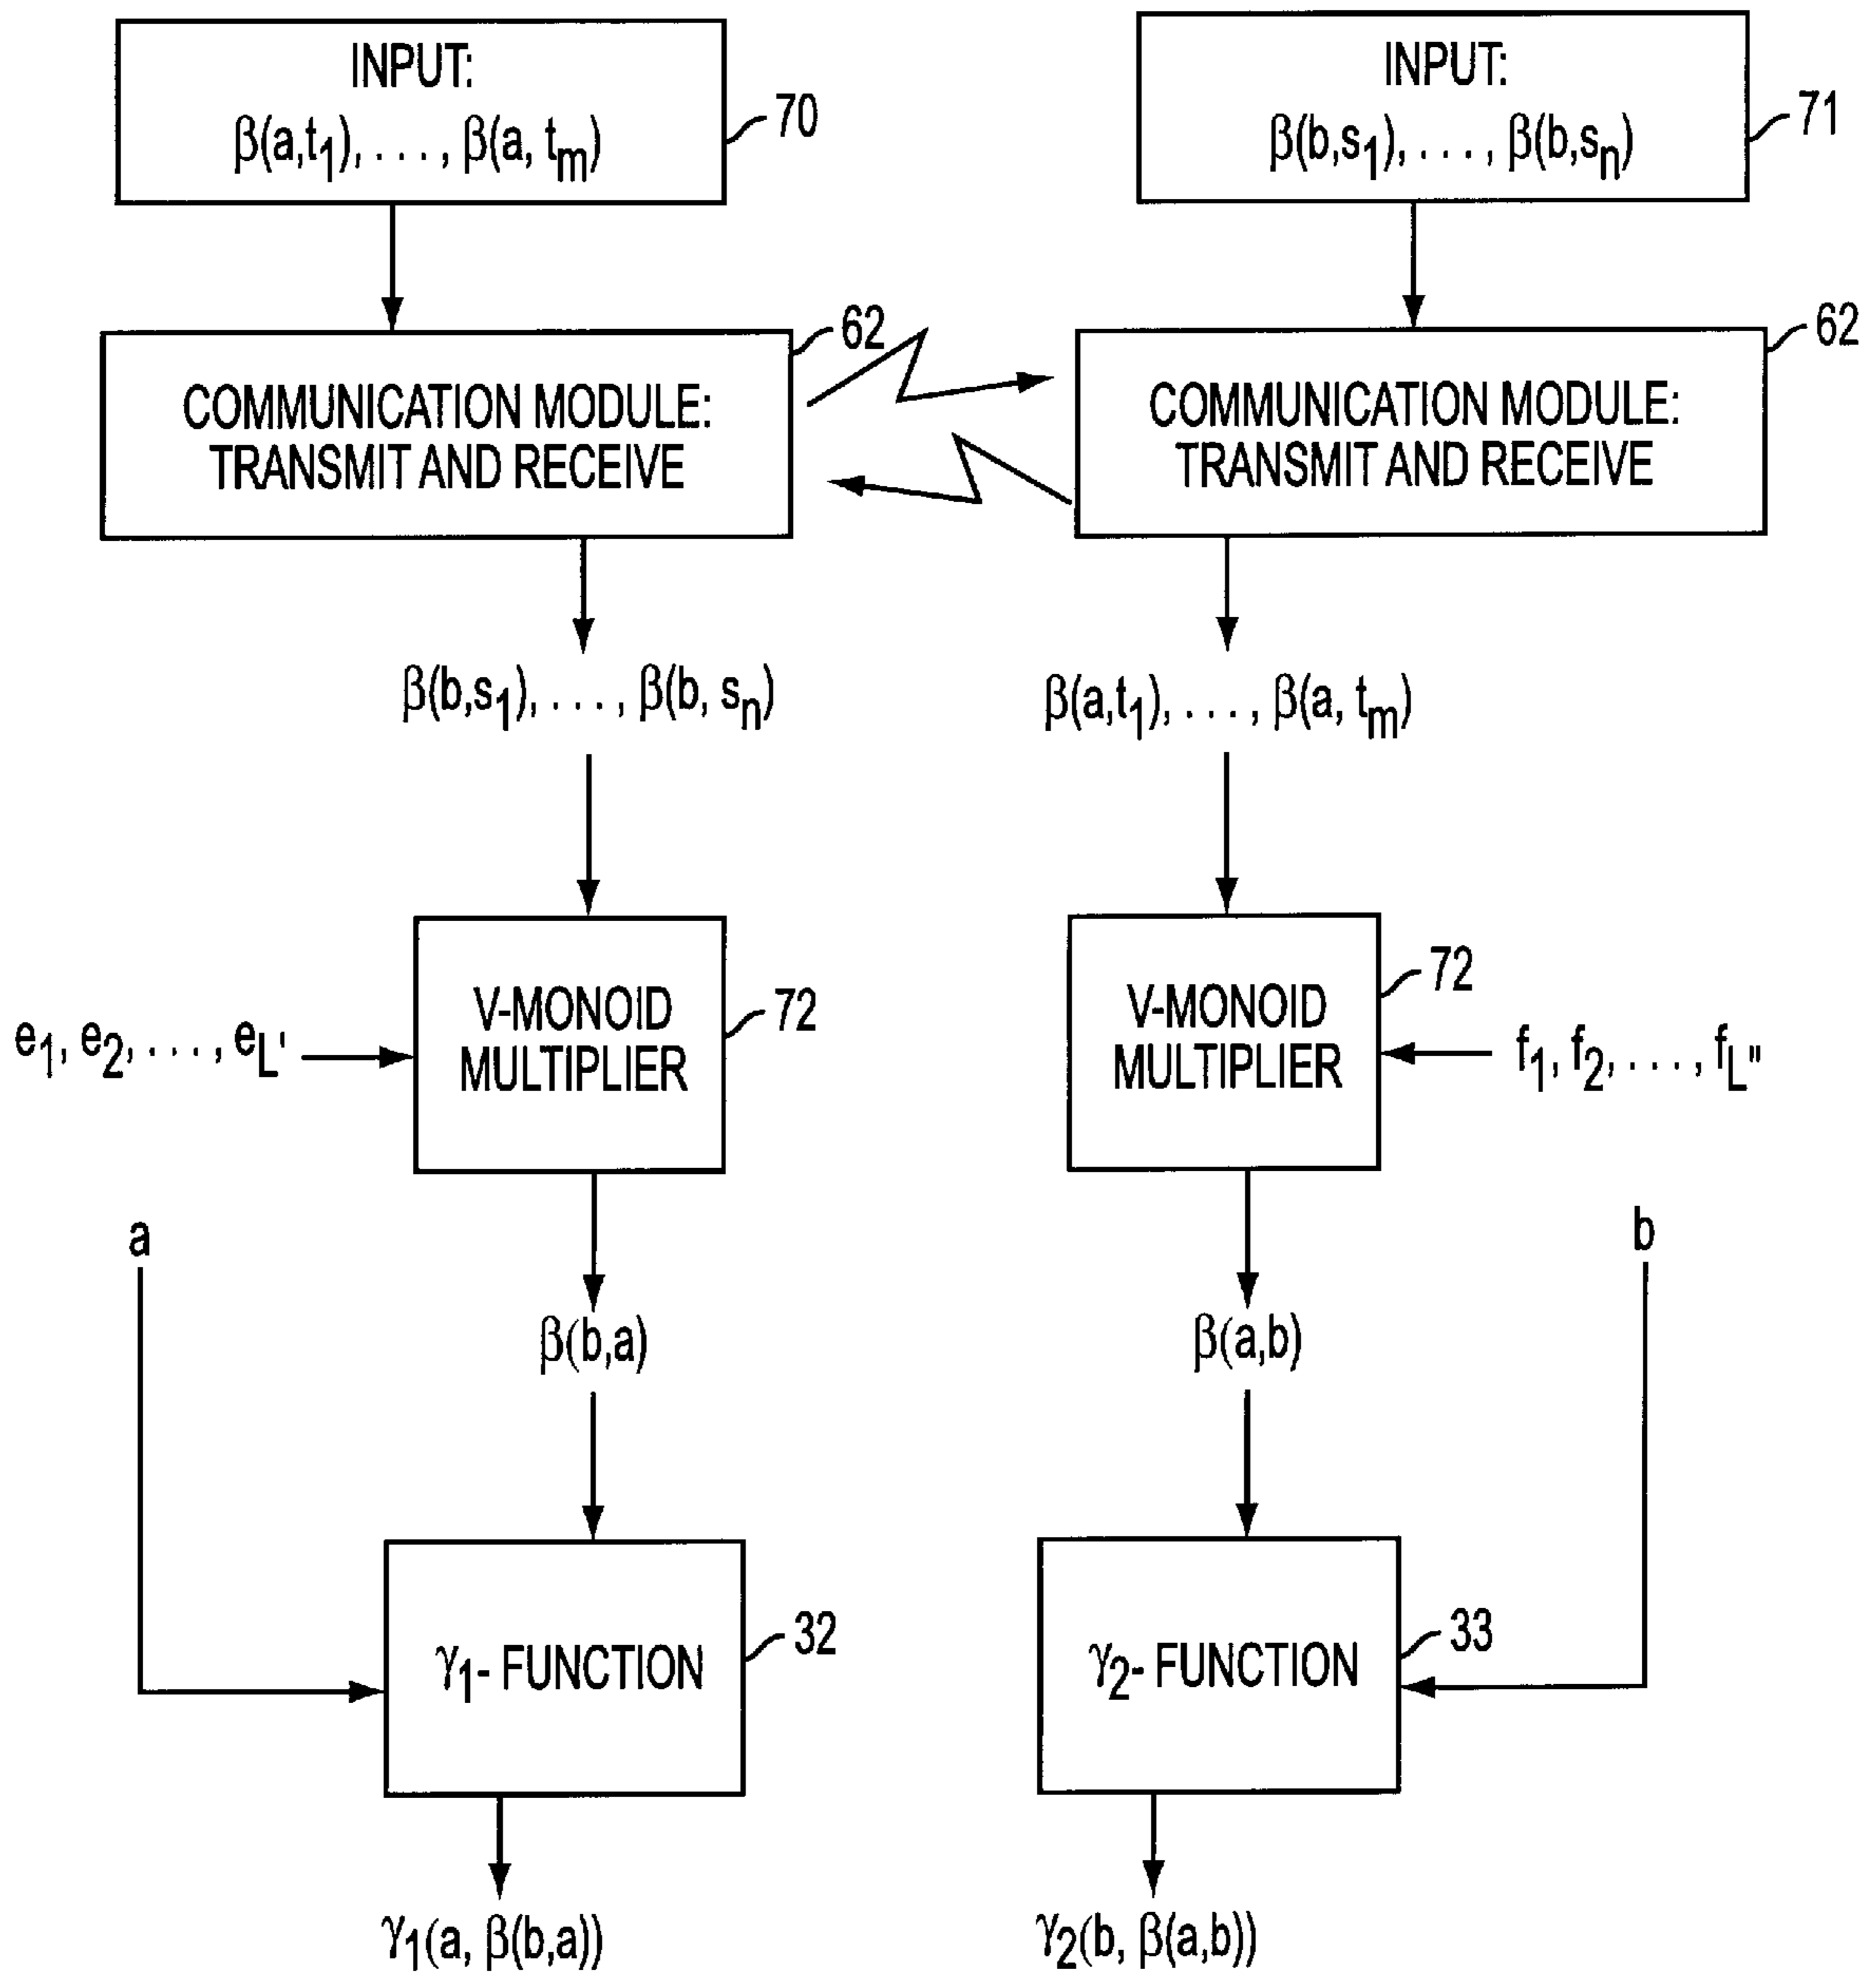 INPUT:
β(a,t1), . . . , β(a, tm)
70
INPUT:
β(b,s1), . . . , β(b,sn)
71
COMMUNICATION MODULE:
TRANSMIT AND RECEIVE
62
COMMUNICATION MODULE:
TRANSMIT AND RECEIVE
62
β(b,s1), . . . , β(b, sn)
β(a,t1), . . . , β(a, tm)
V-MONOID
MULTIPLIER
72
V-MONOID
MULTIPLIER
72
e1, e2, . . . , eL'
f1, f2, . . . , fL"
a
b
β(b,a)
β(a,b)
γ1- FUNCTION
32
γ2- FUNCTION
33
γ1(a, β(b,a))
γ2(b, β(a,b))